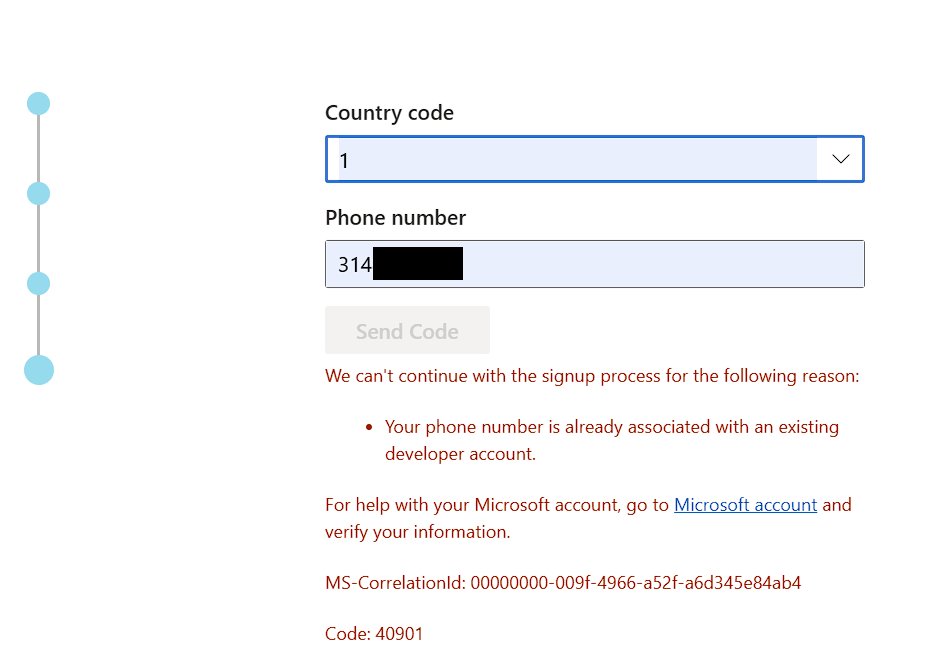 Country code
1
Phone number
314
Send Code
We can't continue with the signup process for the following reason:
• Your phone number is already associated with an existing
developer account.
For help with your Microsoft account, go to Microsoft account and
verify your information.
MS-CorrelationId: 00000000-009f-4966-a52f-a6d345e84ab4
Code: 40901